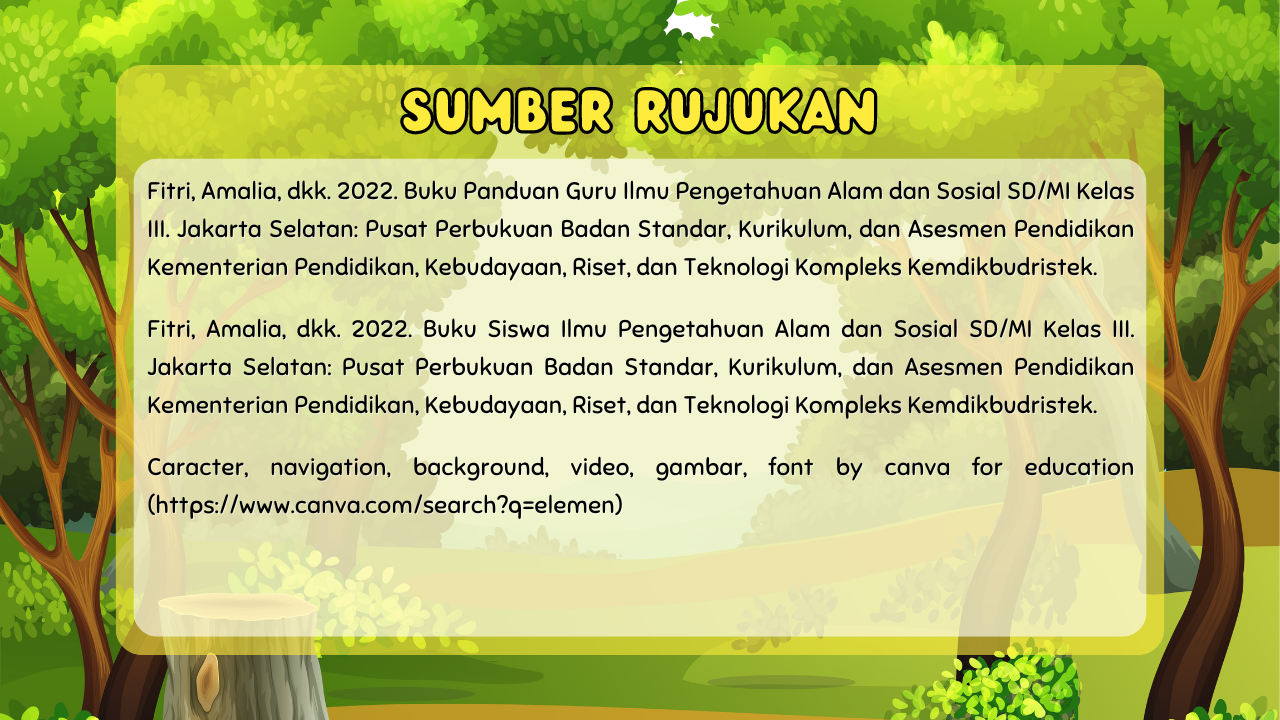 SUMBER RUJUKAN
Fitri, Amalia, dkk. 2022. Buku Panduan Guru Ilmu Pengetahuan Alam dan Sosial SD/MI Kelas
III. Jakarta Selatan: Pusat Perbukuan Badan Standar, Kurikulum, dan Asesmen Pendidikan
Kementerian Pendidikan, Kebudayaan, Riset, dan Teknologi Kompleks Kemdikbudristek.
Fitri, Amalia, dkk. 2022. Buku Siswa Ilmu Pengetahuan Alam dan Sosial SD/MI Kelas III.
Jakarta Selatan: Pusat Perbukuan Badan Standar, Kurikulum, dan Asesmen Pendidikan
Kementerian Pendidikan, Kebudayaan, Riset, dan Teknologi Kompleks Kemdikbudristek.
Caracter, navigation, background, video, gambar, font by canva for education
(https://www.canva.com/search?q=elemen)